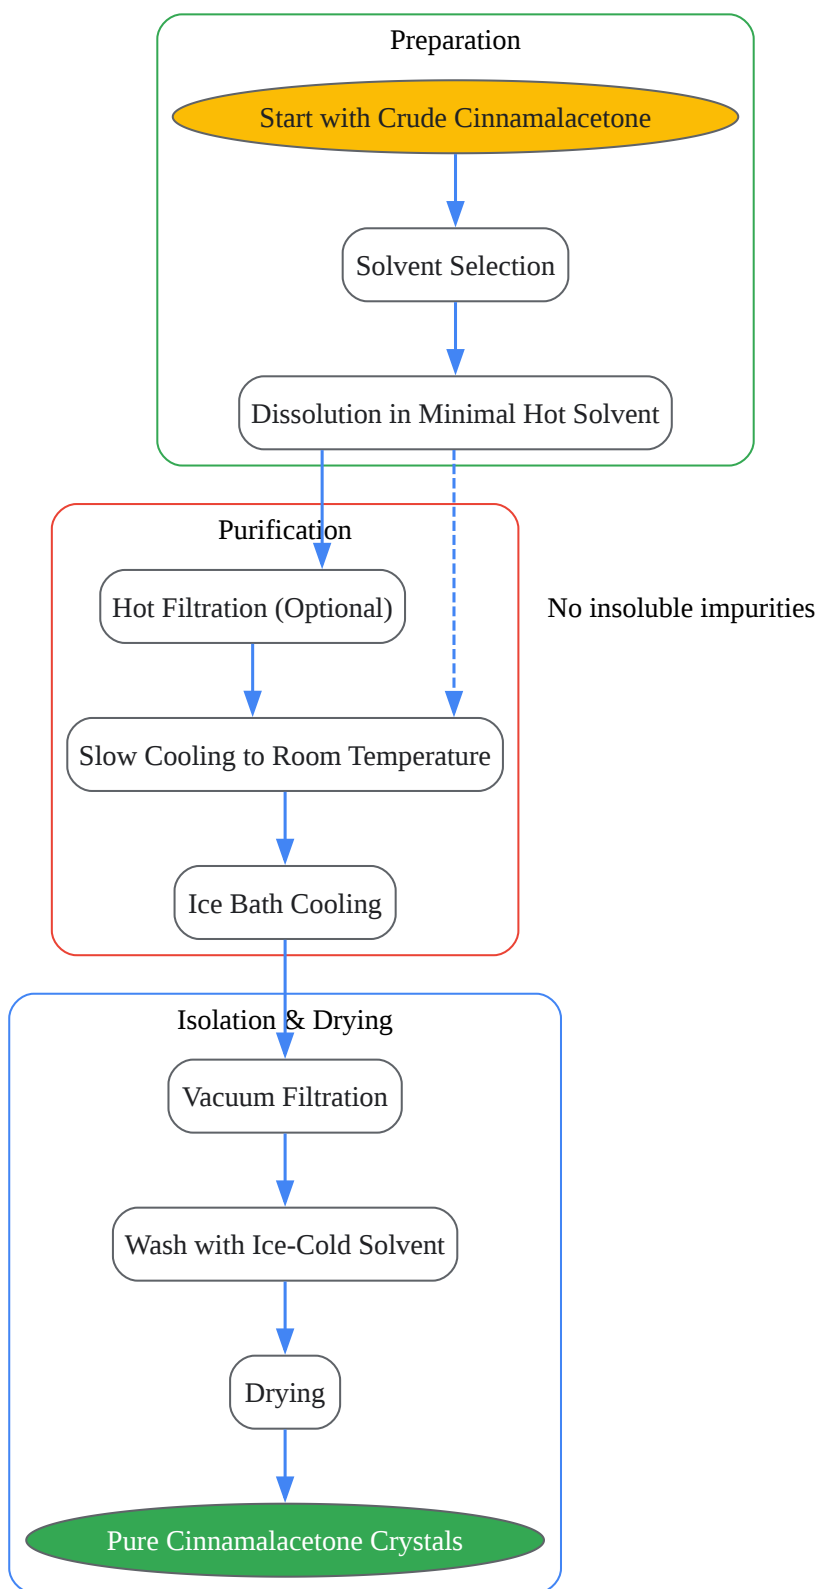 Preparation
Start with Crude Cinnamalacetone
Solvent Selection
Dissolution in Minimal Hot Solvent
Purification
Hot Filtration (Optional)
No insoluble impurities
Slow Cooling to Room Temperature
Ice Bath Cooling
Isolation & Drying
Vacuum Filtration
Wash with Ice-Cold Solvent
Drying
Pure Cinnamalacetone Crystals